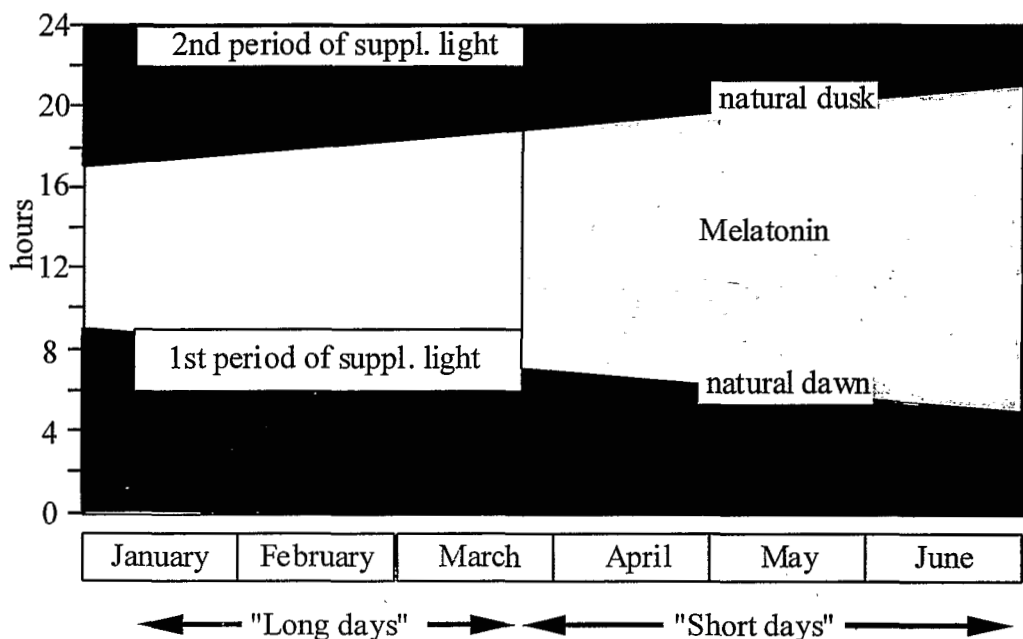 24
2nd period of suppl. light
20
natural dusk
16
hours
Melatonin
12
8
1st period of suppl. light
natural dawn
4
0
January February March April May June
"Long days" "Short days"